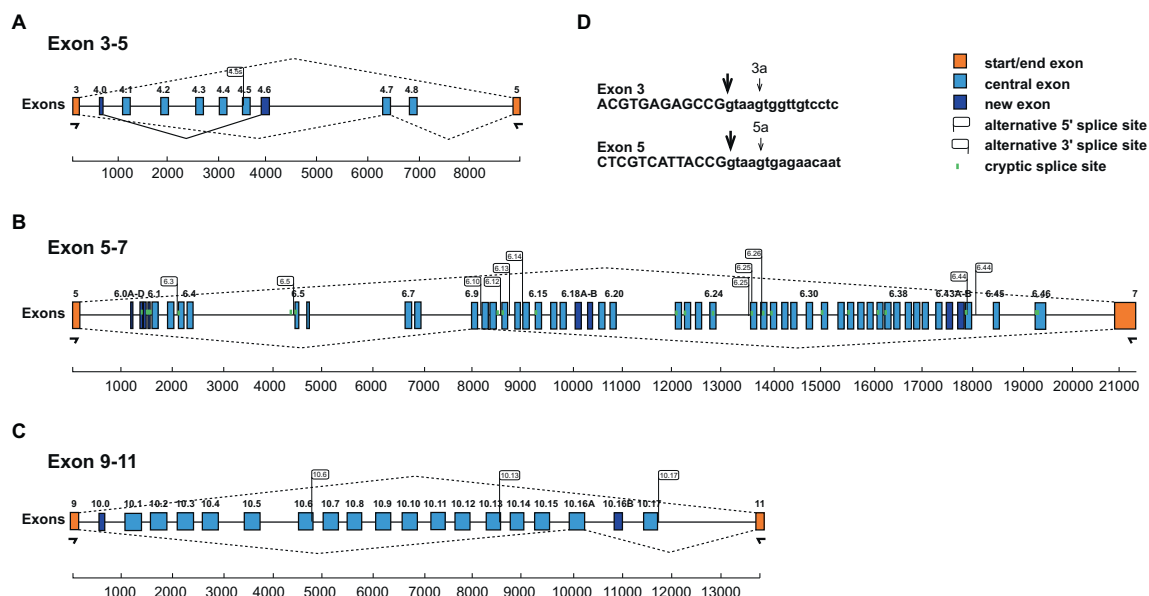 A
Exon 3-5
4.5s
3 4.0 4.1 4.2 4.3 4.4 4.5 4.6 4.7 4.8 5
Exons
1000 2000 3000 4000 5000 6000 7000 8000
D
3a
Exon 3
ACGTGAGAGCCGgtaagtggttgtcctc
5a
Exon 5
CTCGTCATTACCGgtaagtgagaacaat
start/end exon
central exon
new exon
alternative 5' splice site
alternative 3' splice site
cryptic splice site
B
Exon 5-7
6.14 6.26
6.13 6.25 6.44
6.3 6.5 6.10 6.12 6.25 6.44
5 6.0A-D 6.1 6.4 6.5 6.7 6.9 6.15 6.18A-B 6.20 6.24 6.30 6.38 6.43A-B 6.45 6.46 7
Exons
1000 2000 3000 4000 5000 6000 7000 8000 9000 10000 11000 12000 13000 14000 15000 16000 17000 18000 19000 20000 21000
C
Exon 9-11
10.6 10.13 10.17
9 10.0 10.1 10.2 10.3 10.4 10.5 10.6 10.7 10.8 10.9 10.10 10.11 10.12 10.13 10.14 10.15 10.16A 10.16B 10.17 11
Exons
1000 2000 3000 4000 5000 6000 7000 8000 9000 10000 11000 12000 13000